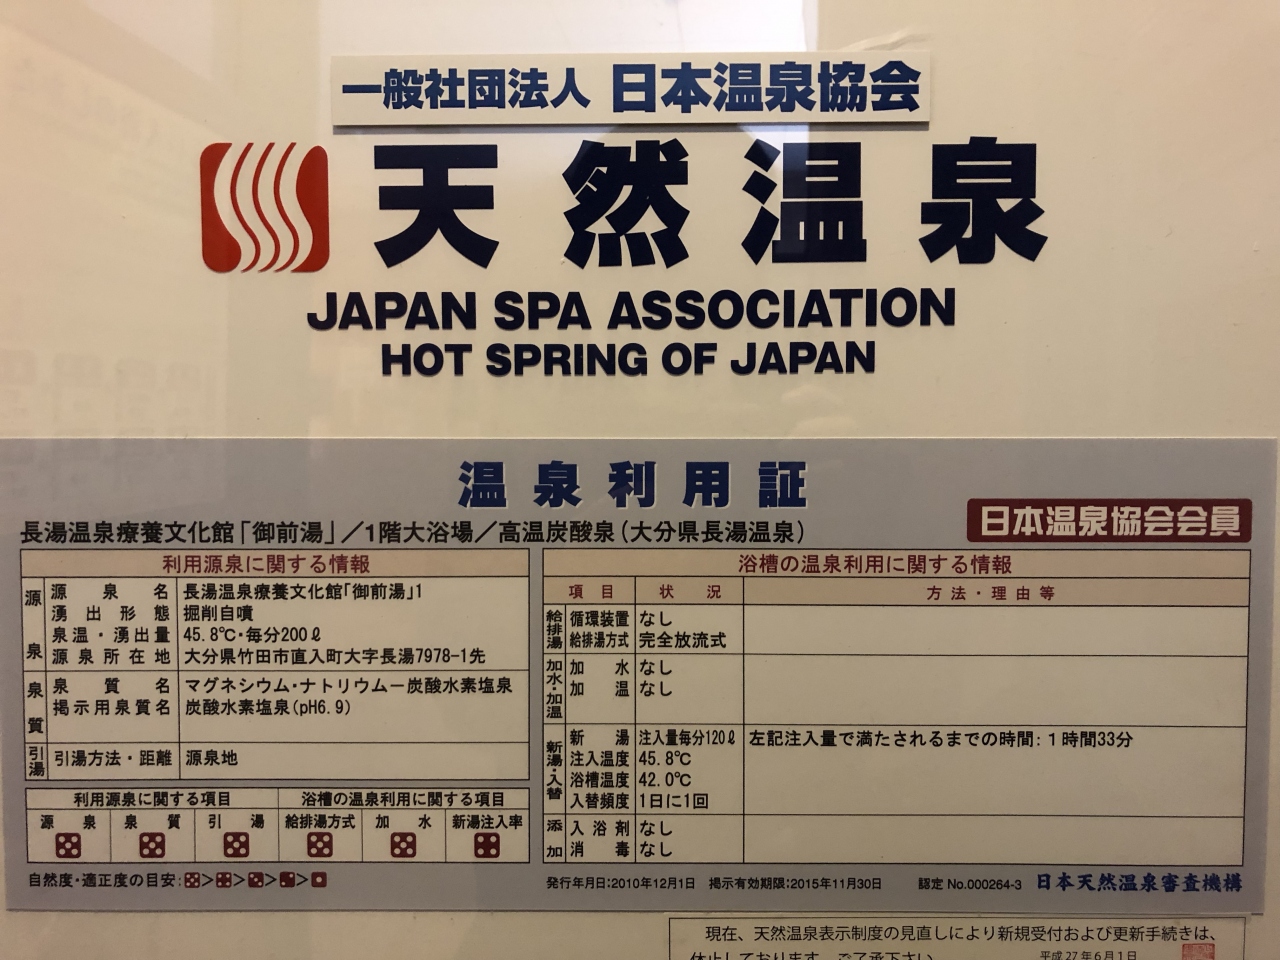 一般社団法人 日本温泉協会
天然温泉
JAPAN SPA ASSOCIATION
HOT SPRING OF JAPAN
温泉利用証
長湯温泉療養文化館「御前湯」／1階大浴場／高温炭酸泉(大分県長湯温泉)
日本温泉協会会員
利用源泉に関する情報
源泉
源泉名 長湯温泉療養文化館「御前湯」1
湧出形態 掘削自噴
泉温・湧出量 45.8℃・毎分200ℓ
源泉所在地 大分県竹田市直入町大字長湯7978-1先
泉質
泉質名 マグネシウム・ナトリウムー炭酸水素塩泉
掲示用泉質名 炭酸水素塩泉(pH6.9)
引湯
引湯方法・距離 源泉地
利用源泉に関する項目 浴槽の温泉利用に関する項目
源泉 泉質 引湯 給排湯方式 加水 新湯注入率
自然度・適正度の目安:
浴槽の温泉利用に関する情報
項目 状況 方法・理由等
給排湯
循環装置 なし
給排湯方式 完全放流式
加水・加温
加水 なし
加温 なし
新湯・入替
新湯 注入量毎分120ℓ 左記注入量で満たされるまでの時間:1時間33分
注入温度 45.8℃
浴槽温度 42.0℃
入替頻度 1日に1回
添加
入浴剤 なし
消毒 なし
発行年月日:2010年12月1日 掲示有効期限:2015年11月30日 認定 No.000264-3 日本天然温泉審査機構
現在、天然温泉表示制度の見直しにより新規受付および更新手続きは、
休止しております。ご了承下さい。
平成27年6月1日